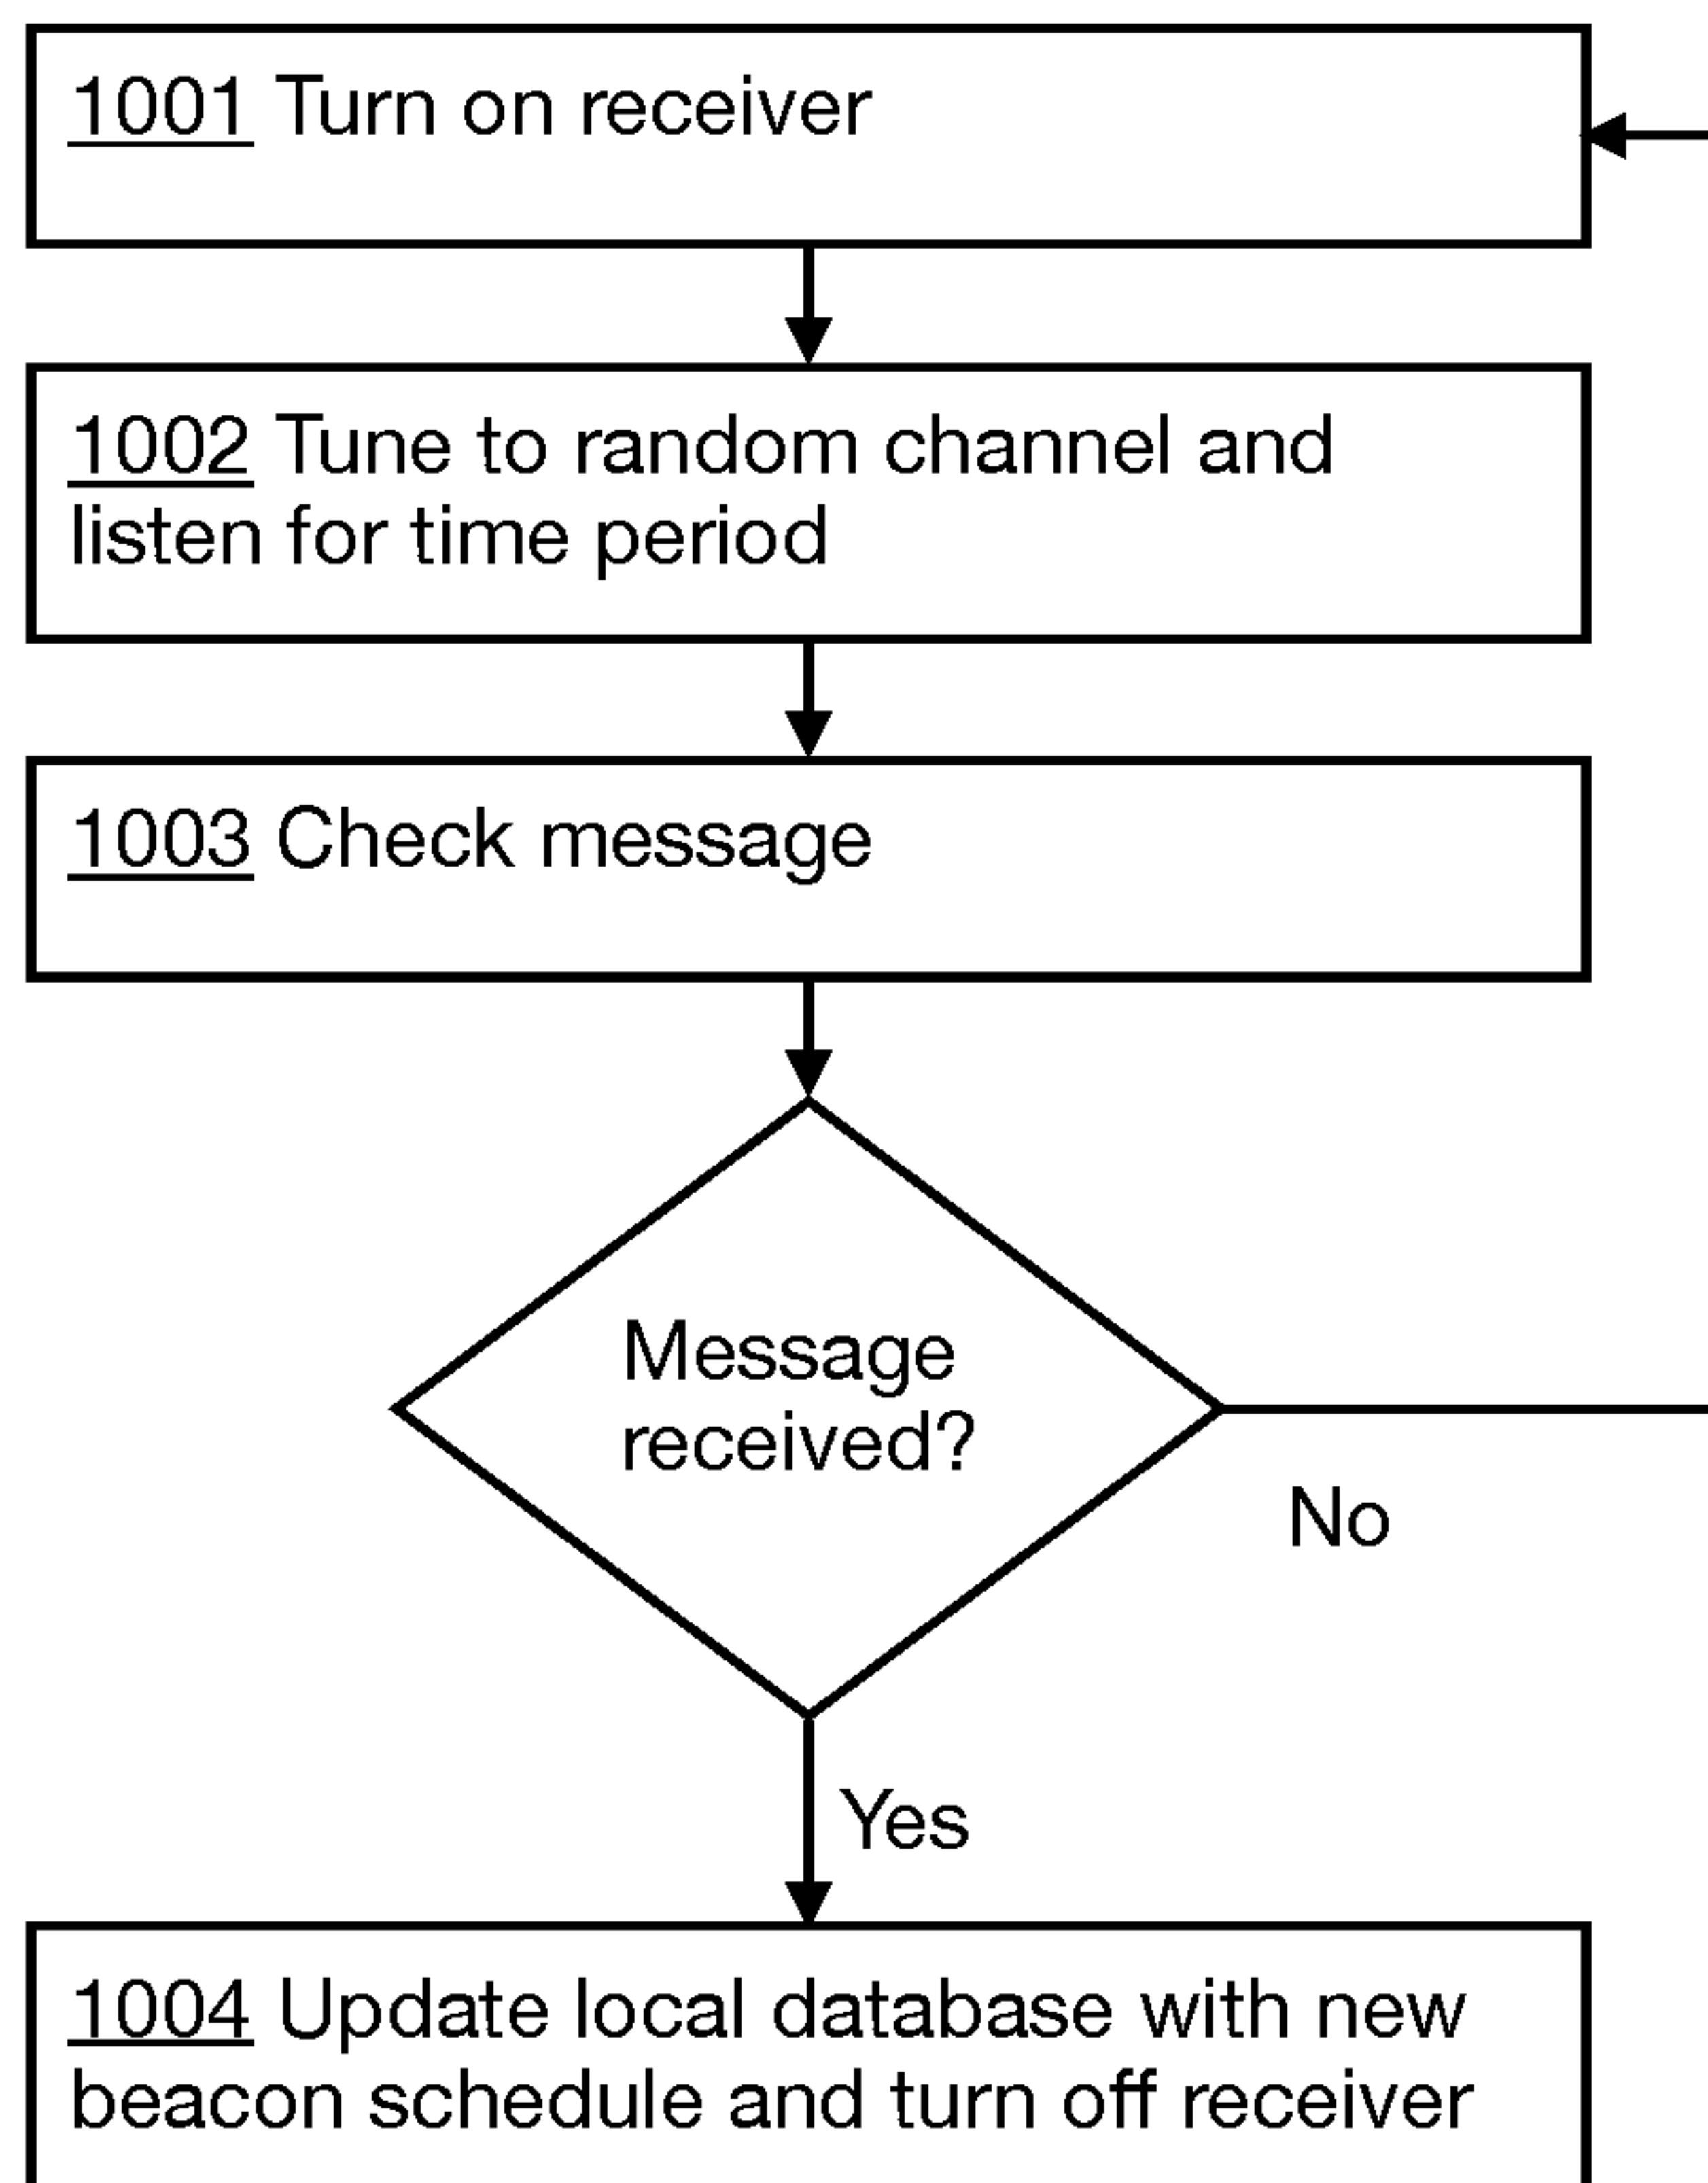 1001 Turn on receiver
1002 Tune to random channel and
listen for time period
1003 Check message
Message
received?
No
Yes
1004 Update local database with new
beacon schedule and turn off receiver